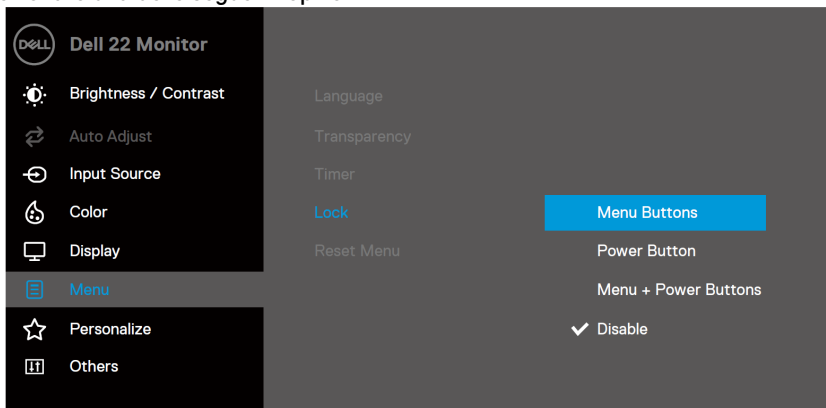 DELL
Dell 22 Monitor
Brightness / Contrast
Auto Adjust
Input Source
Color
Display
Menu
Personalize
Others
Language
Transparency
Timer
Lock
Reset Menu
Menu Buttons
Power Button
Menu + Power Buttons
Disable